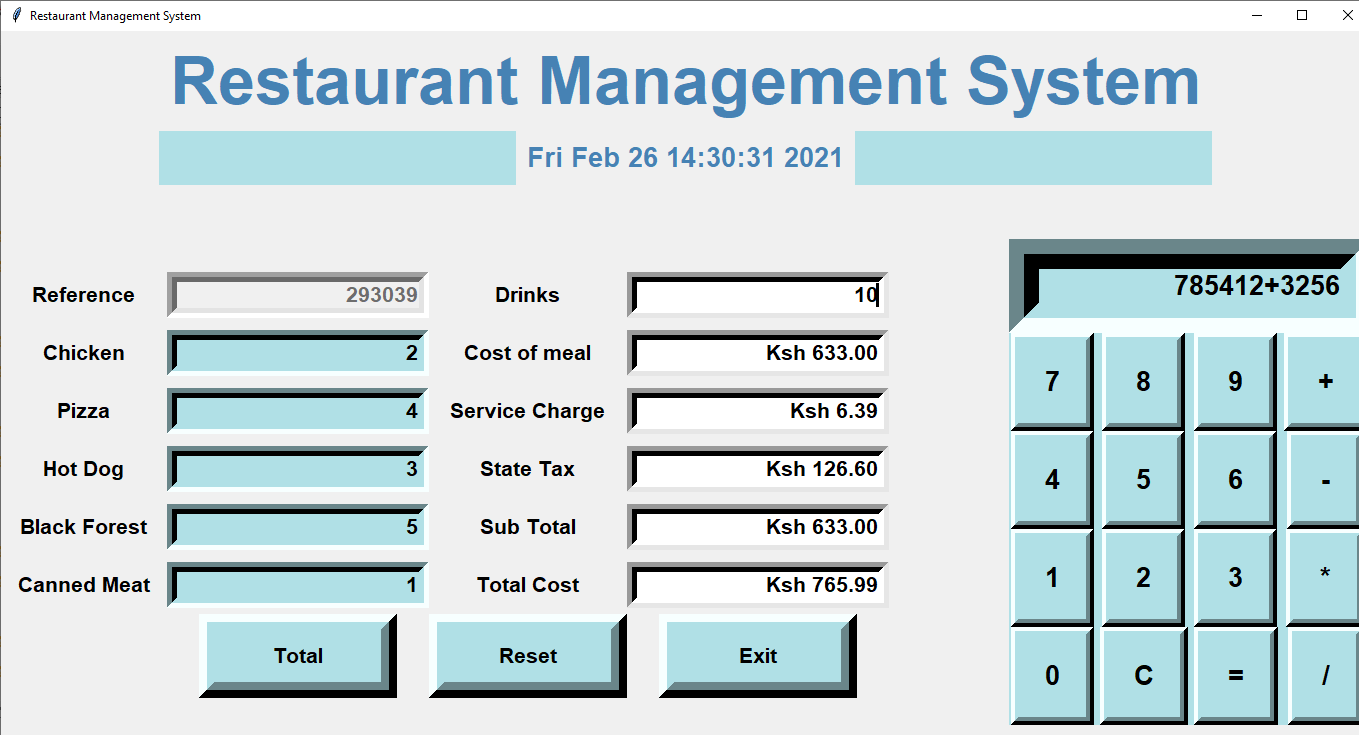 Restaurant Management System
Restaurant Management System
Fri Feb 26 14:30:31 2021
785412+3256
Reference 293039 Drinks 10
Chicken 2 Cost of meal Ksh 633.00
Pizza 4 Service Charge Ksh 6.39
Hot Dog 3 State Tax Ksh 126.60
Black Forest 5 Sub Total Ksh 633.00
Canned Meat 1 Total Cost Ksh 765.99
Total Reset Exit
7 8 9 +
4 5 6 -
1 2 3 *
0 C = /